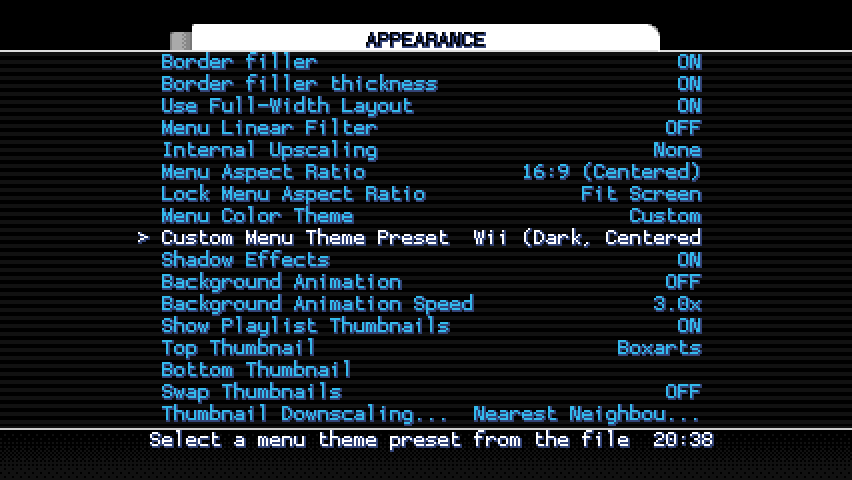 APPEARANCE
Border filler ON
Border filler thickness ON
Use Full-Width Layout ON
Menu Linear Filter OFF
Internal Upscaling None
Menu Aspect Ratio 16:9 (Centered)
Lock Menu Aspect Ratio Fit Screen
Menu Color Theme Custom
> Custom Menu Theme Preset Wii (Dark, Centered
Shadow Effects ON
Background Animation OFF
Background Animation Speed 3.0x
Show Playlist Thumbnails ON
Top Thumbnail Boxarts
Bottom Thumbnail
Swap Thumbnails OFF
Thumbnail Downscaling... Nearest Neighbou...
Select a menu theme preset from the file 20:38